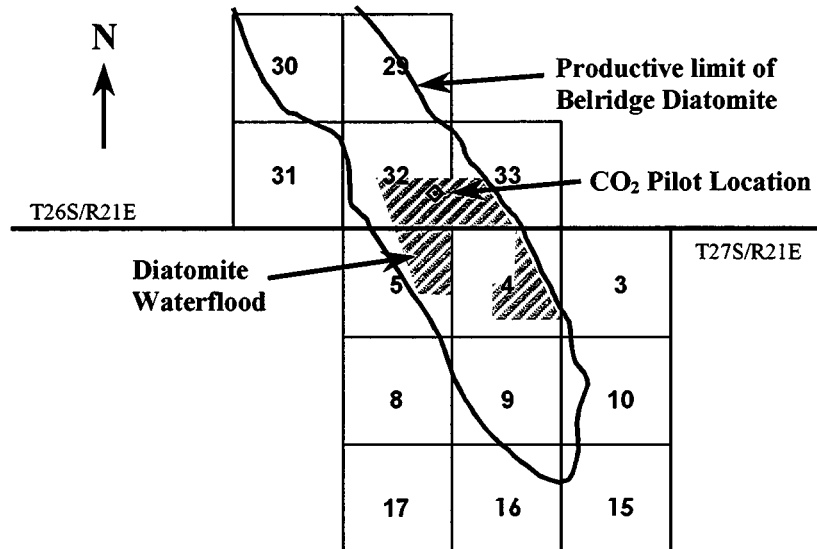 N
30
29
Productive limit of
Belridge Diatomite
31
32
33
CO₂ Pilot Location
T26S/R21E
T27S/R21E
Diatomite
Waterflood
5
4
3
8
9
10
17
16
15